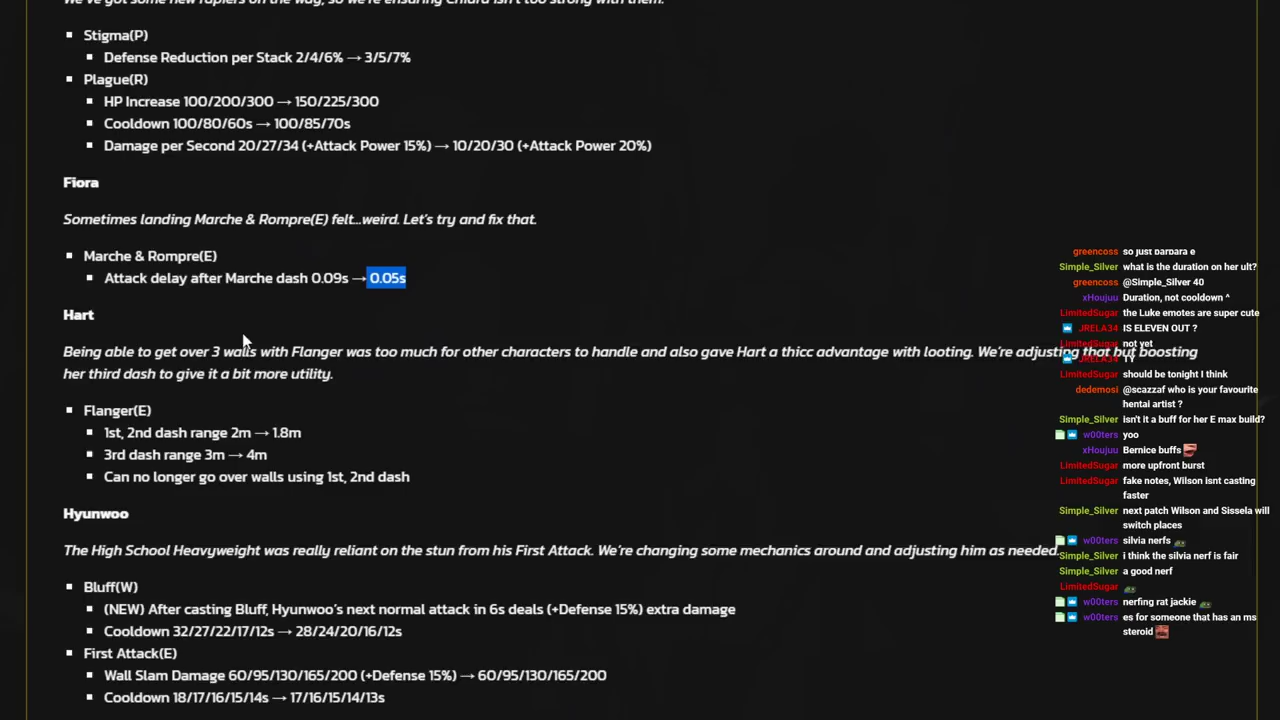 We've got some new rapiers on the way, so we're ensuring Chiara isn't too strong with them.
Stigma(P)
Defense Reduction per Stack 2/4/6% → 3/5/7%
Plague(R)
HP Increase 100/200/300 → 150/225/300
Cooldown 100/80/60s → 100/85/70s
Damage per Second 20/27/34 (+Attack Power 15%) → 10/20/30 (+Attack Power 20%)
Fiora
Sometimes landing Marche & Rompre(E) felt...weird. Let's try and fix that.
Marche & Rompre(E)
Attack delay after Marche dash 0.09s → 0.05s
Hart
Being able to get over 3 walls with Flanger was too much for other characters to handle and also gave Hart a thicc advantage with looting. We're adjusting that but boosting
her third dash to give it a bit more utility.
Flanger(E)
1st, 2nd dash range 2m → 1.8m
3rd dash range 3m → 4m
Can no longer go over walls using 1st, 2nd dash
Hyunwoo
The High School Heavyweight was really reliant on the stun from his First Attack. We're changing some mechanics around and adjusting him as needed.
Bluff(W)
(NEW) After casting Bluff, Hyunwoo's next normal attack in 6s deals (+Defense 15%) extra damage
Cooldown 32/27/22/17/12s → 28/24/20/16/12s
First Attack(E)
Wall Slam Damage 60/95/130/165/200 (+Defense 15%) → 60/95/130/165/200
Cooldown 18/17/16/15/14s → 17/16/15/14/13s
greencoss so just barbara e
Simple_Silver what is the duration on her ult?
greencoss @Simple_Silver 40
xHoujuu Duration, not cooldown ^
LimitedSugar the Luke emotes are super cute
JRELA34 IS ELEVEN OUT ?
LimitedSugar not yet
JRELA34 TY
LimitedSugar should be tonight I think
dedemosi @scazzaf who is your favourite
hentai artist ?
Simple_Silver isn't it a buff for her E max build?
w00ters yoo
xHoujuu Bernice buffs
LimitedSugar more upfront burst
LimitedSugar fake notes, Wilson isnt casting
faster
Simple_Silver next patch Wilson and Sissela will
switch places
w00ters silvia nerfs
Simple_Silver i think the silvia nerf is fair
Simple_Silver a good nerf
LimitedSugar
w00ters nerfing rat jackie
w00ters es for someone that has an ms
steroid